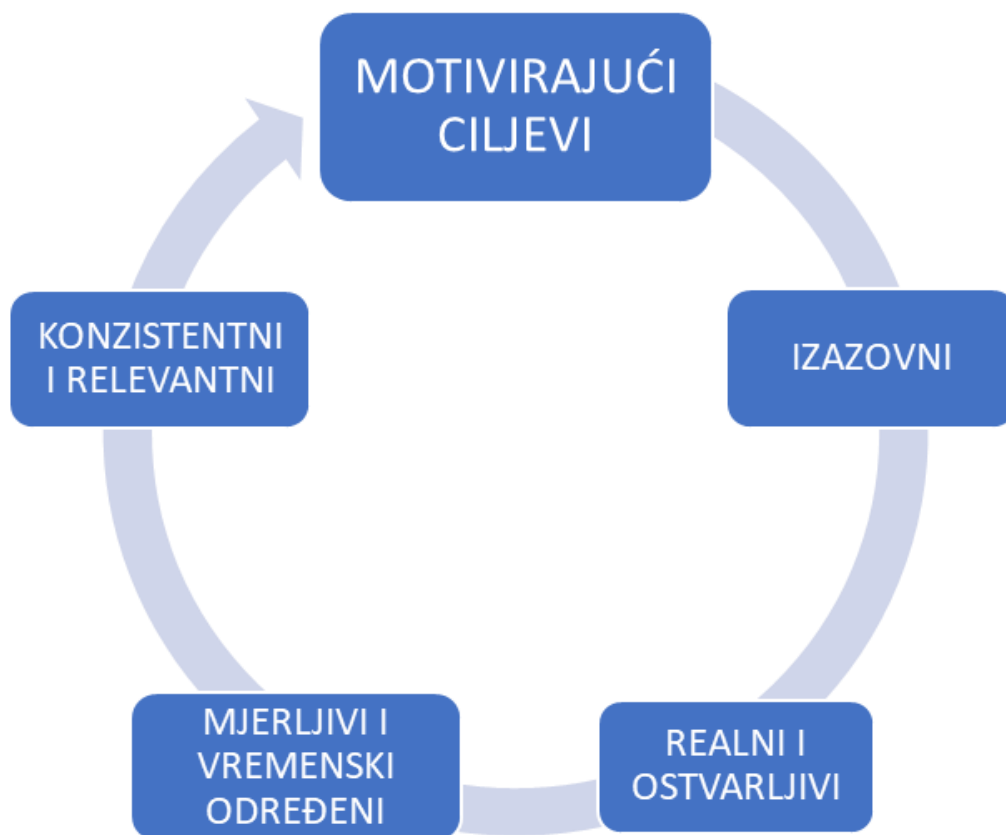 MOTIVIRAJUĆI
CILJEVI
IZAZOVNI
REALNI I
OSTVARLJIVI
MJERLJIVI I
VREMENSKI
ODREĐENI
KONZISTENTNI
I RELEVANTNI